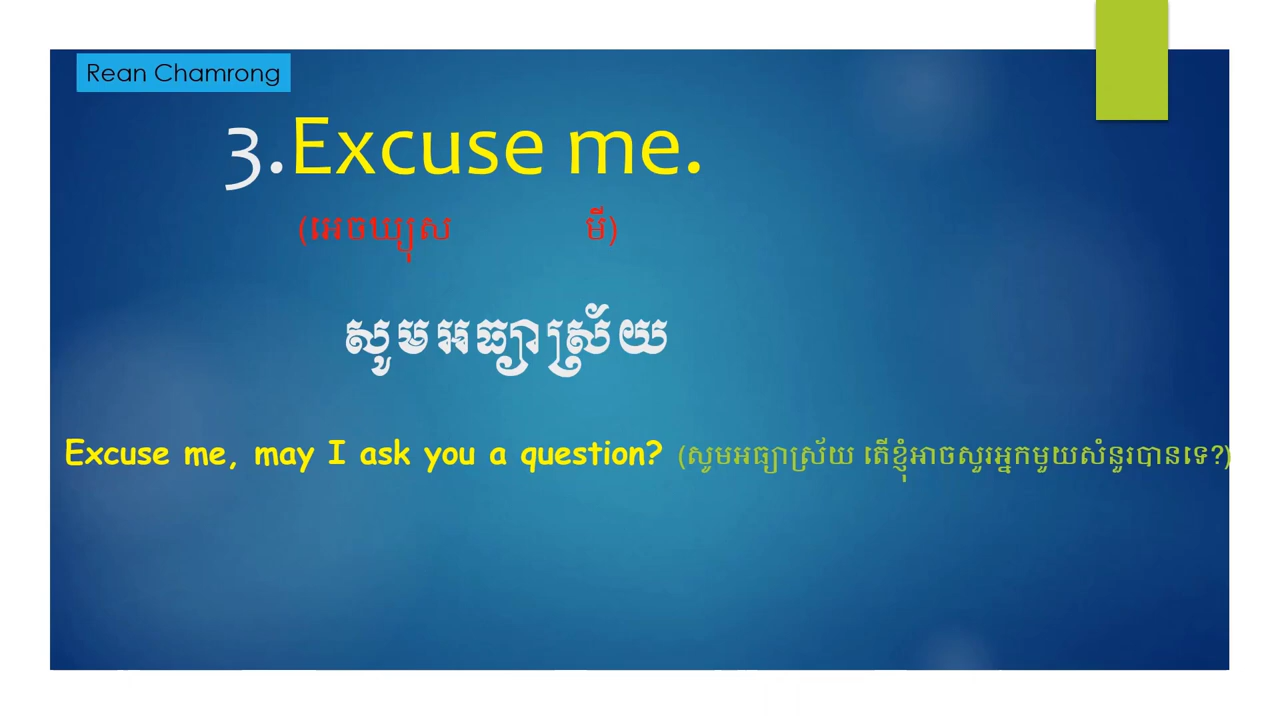 Rean Chamrong
3.Excuse me.
(អេចឃ្យុស មី)
សូមអធ្យាស្រ័យ
Excuse me, may I ask you a question? (សូមអធ្យាស្រ័យ តើខ្ញុំអាចសួរអ្នកមួយសំនួរបានទេ?)